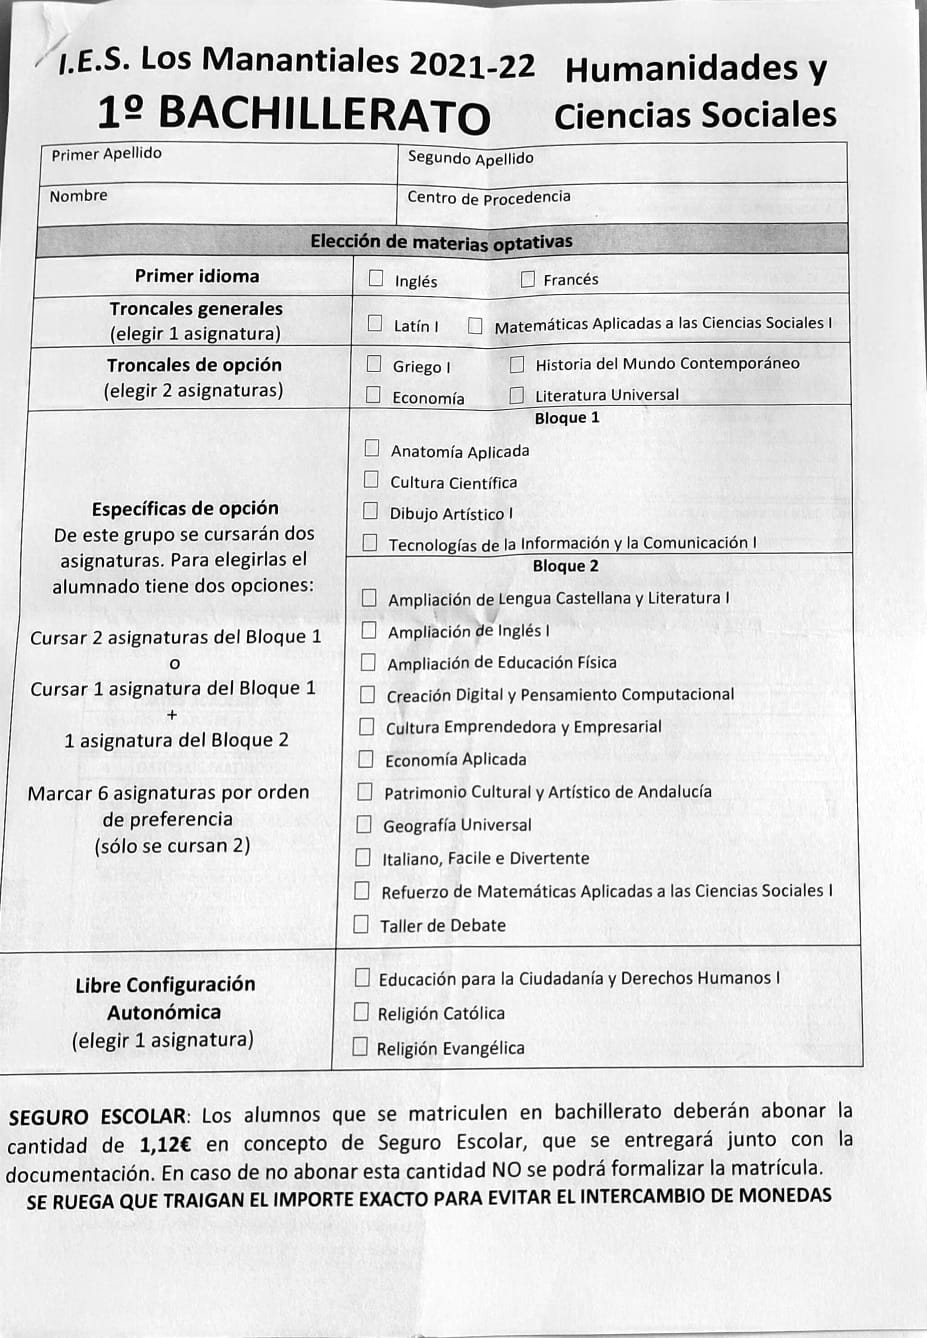 I.E.S. Los Manantiales 2021-22 Humanidades y
1º BACHILLERATO Ciencias Sociales
Primer Apellido Segundo Apellido
Nombre Centro de Procedencia
Elección de materias optativas
Primer idioma Inglés Francés
Troncales generales
(elegir 1 asignatura) Latín I Matemáticas Aplicadas a las Ciencias Sociales I
Troncales de opción Griego I Historia del Mundo Contemporáneo
(elegir 2 asignaturas) Economía Literatura Universal
Específicas de opción
De este grupo se cursarán dos
asignaturas. Para elegirlas el
alumnado tiene dos opciones:
Cursar 2 asignaturas del Bloque 1
o
Cursar 1 asignatura del Bloque 1
+
1 asignatura del Bloque 2
Marcar 6 asignaturas por orden
de preferencia
(sólo se cursan 2)
Bloque 1
Anatomía Aplicada
Cultura Científica
Dibujo Artístico I
Tecnologías de la Información y la Comunicación I
Bloque 2
Ampliación de Lengua Castellana y Literatura I
Ampliación de Inglés I
Ampliación de Educación Física
Creación Digital y Pensamiento Computacional
Cultura Emprendedora y Empresarial
Economía Aplicada
Patrimonio Cultural y Artístico de Andalucía
Geografía Universal
Italiano, Facile e Divertente
Refuerzo de Matemáticas Aplicadas a las Ciencias Sociales I
Taller de Debate
Libre Configuración
Autonómica
(elegir 1 asignatura)
Educación para la Ciudadanía y Derechos Humanos I
Religión Católica
Religión Evangélica
SEGURO ESCOLAR: Los alumnos que se matriculen en bachillerato deberán abonar la
cantidad de 1,12€ en concepto de Seguro Escolar, que se entregará junto con la
documentación. En caso de no abonar esta cantidad NO se podrá formalizar la matrícula.
SE RUEGA QUE TRAIGAN EL IMPORTE EXACTO PARA EVITAR EL INTERCAMBIO DE MONEDAS